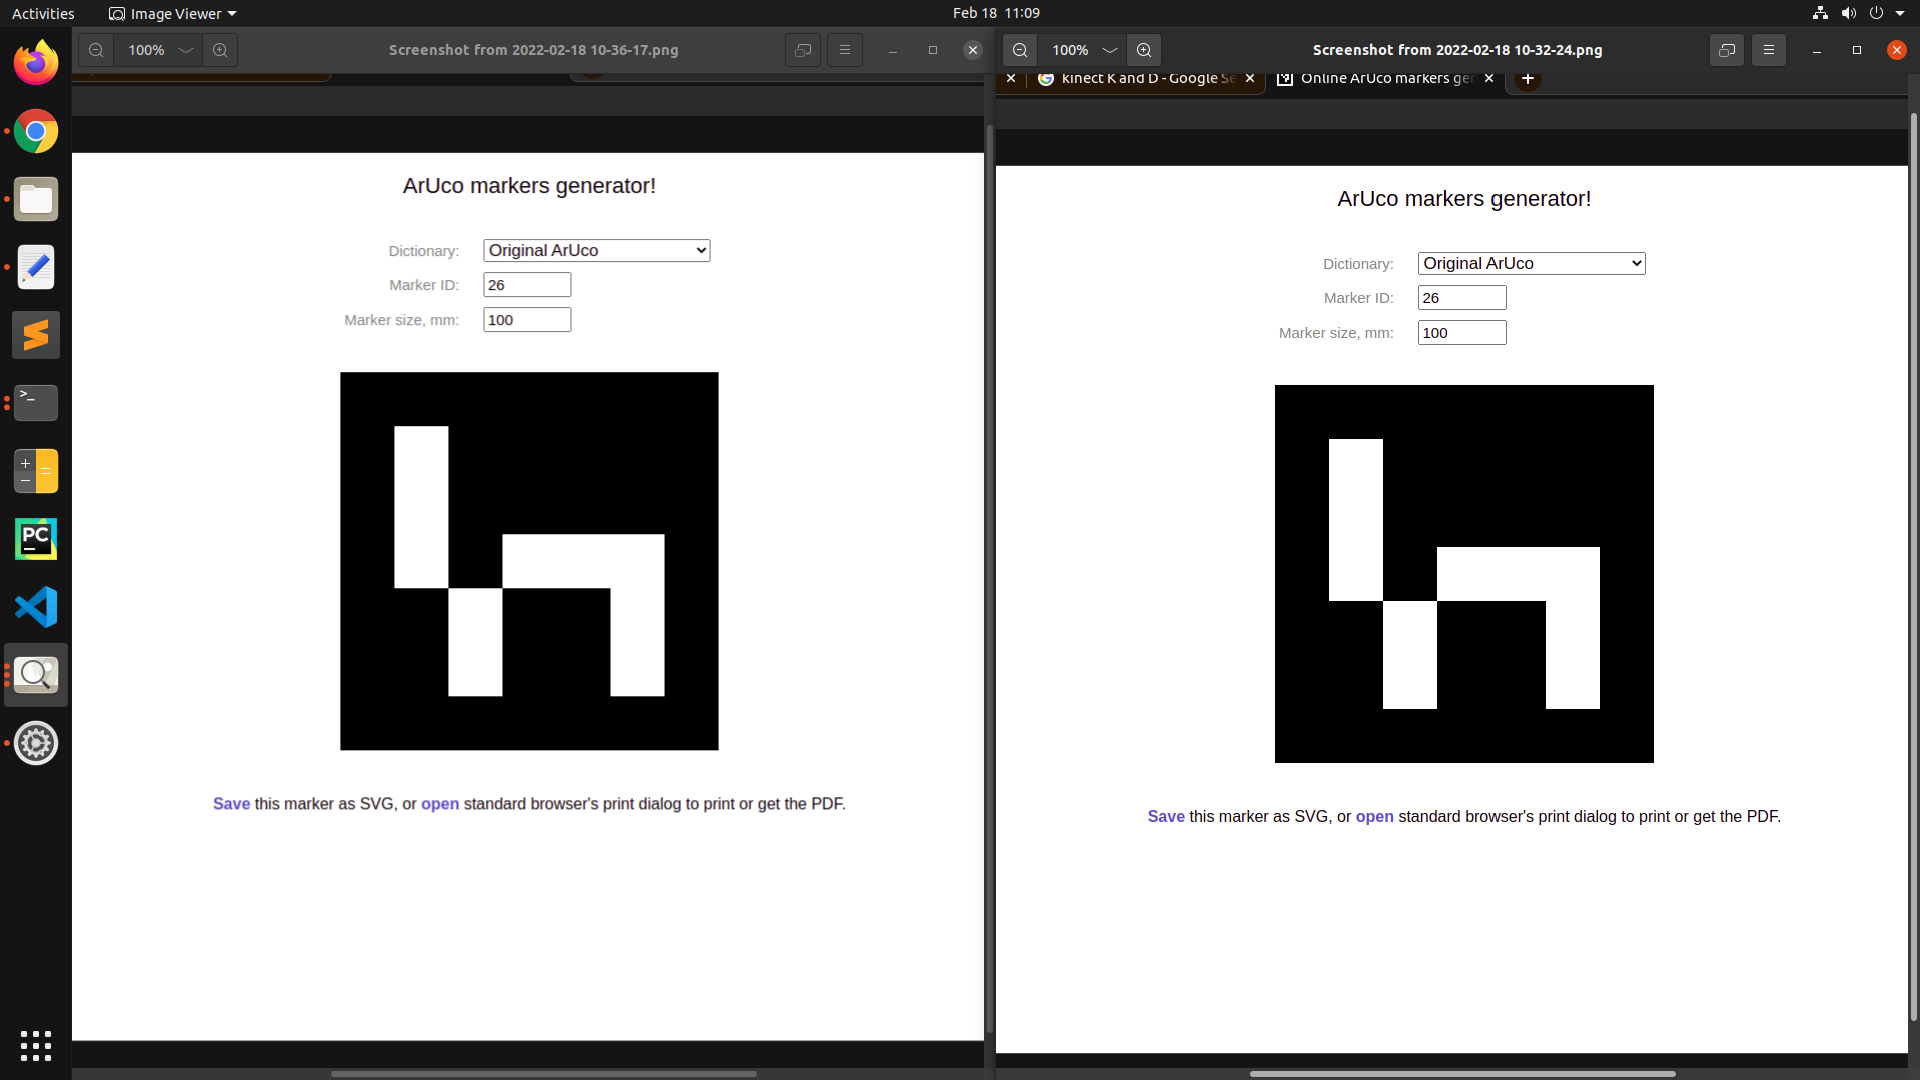 Activities
Image Viewer
Feb 18 11:09
100%
Screenshot from 2022-02-18 10-36-17.png
ArUco markers generator!
Dictionary: Original ArUco
Marker ID: 26
Marker size, mm: 100
Save this marker as SVG, or open standard browser's print dialog to print or get the PDF.
100%
Screenshot from 2022-02-18 10-32-24.png
kinect K and D - Google Se
Online ArUco markers ger
ArUco markers generator!
Dictionary: Original ArUco
Marker ID: 26
Marker size, mm: 100
Save this marker as SVG, or open standard browser's print dialog to print or get the PDF.
>_
PC